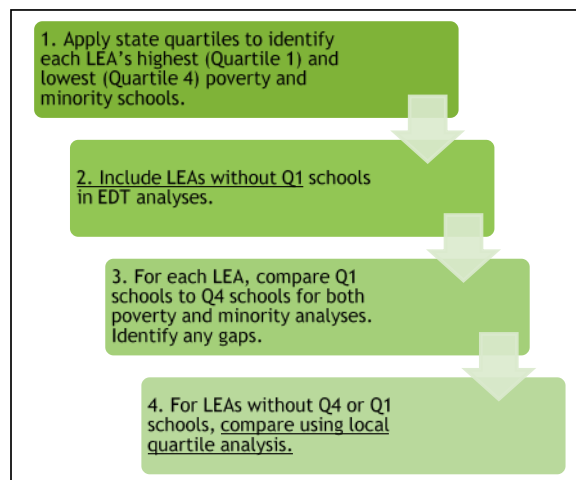 1. Apply state quartiles to identify
each LEA's highest (Quartile 1) and
lowest (Quartile 4) poverty and
minority schools.
2. Include LEAs without Q1 schools
in EDT analyses.
3. For each LEA, compare Q1
schools to Q4 schools for both
poverty and minority analyses.
Identify any gaps.
4. For LEAs without Q4 or Q1
schools, compare using local
quartile analysis.